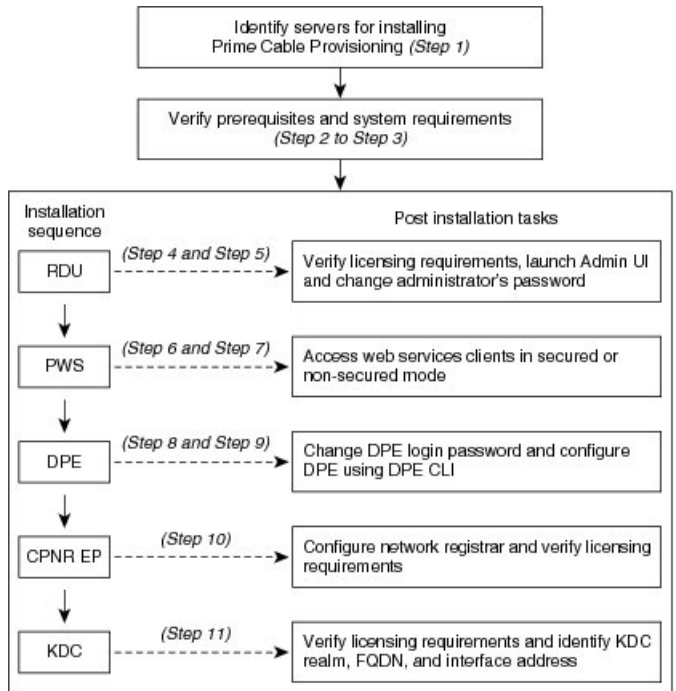 Identify servers for installing
Prime Cable Provisioning (Step 1)
Verify prerequisites and system requirements
(Step 2 to Step 3)
Installation
sequence
Post installation tasks
RDU
(Step 4 and Step 5)
Verify licensing requirements, launch Admin UI
and change administrator's password
PWS
(Step 6 and Step 7)
Access web services clients in secured or
non-secured mode
DPE
(Step 8 and Step 9)
Change DPE login password and configure
DPE using DPE CLI
CPNR EP
(Step 10)
Configure network registrar and verify licensing
requirements
KDC
(Step 11)
Verify licensing requirements and identify KDC
realm, FQDN, and interface address